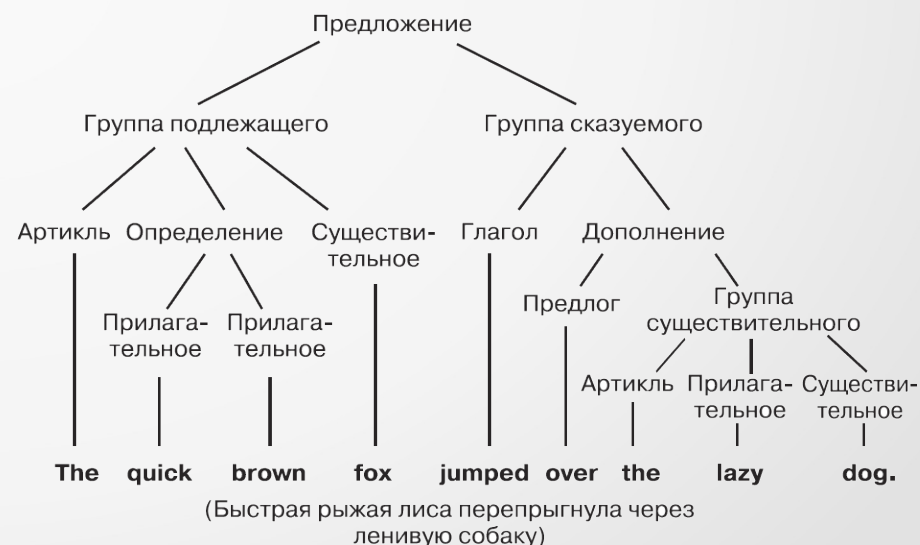 Предложение
Группа подлежащего Группа сказуемого
Артикль Определение Существи-
тельное Глагол Дополнение
Прилага-
тельное Прилага-
тельное Предлог Группа
существительного
Артикль Прилага-
тельное Существи-
тельное
The quick brown fox jumped over the lazy dog.
(Быстрая рыжая лиса перепрыгнула через
ленивую собаку)